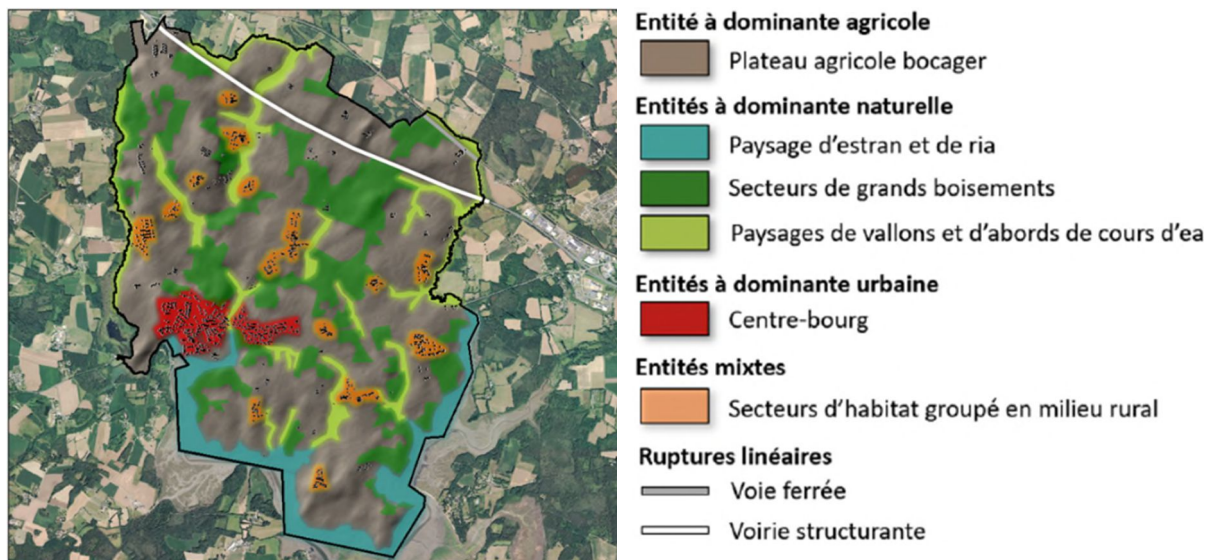 Entité à dominante agricole
Plateau agricole bocager
Entités à dominante naturelle
Paysage d'estran et de ria
Secteurs de grands boisements
Paysages de vallons et d'abords de cours d'ea
Entités à dominante urbaine
Centre-bourg
Entités mixtes
Secteurs d'habitat groupé en milieu rural
Ruptures linéaires
Voie ferrée
Voirie structurante